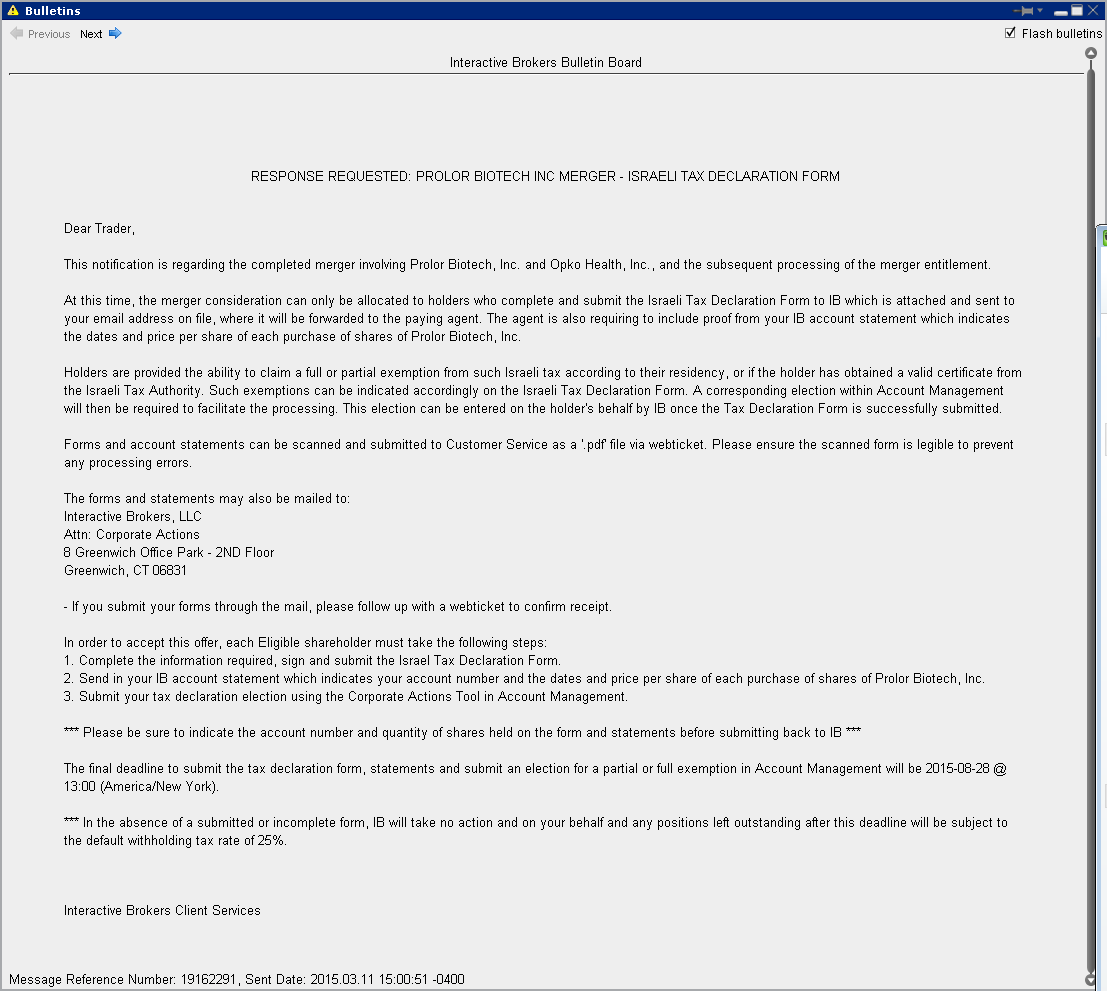 Bulletins
Previous Next Flash bulletins
Interactive Brokers Bulletin Board
RESPONSE REQUESTED: PROLOR BIOTECH INC MERGER - ISRAELI TAX DECLARATION FORM
Dear Trader,
This notification is regarding the completed merger involving Prolor Biotech, Inc. and Opko Health, Inc., and the subsequent processing of the merger entitlement.
At this time, the merger consideration can only be allocated to holders who complete and submit the Israeli Tax Declaration Form to IB which is attached and sent to
your email address on file, where it will be forwarded to the paying agent. The agent is also requiring to include proof from your IB account statement which indicates
the dates and price per share of each purchase of shares of Prolor Biotech, Inc.
Holders are provided the ability to claim a full or partial exemption from such Israeli tax according to their residency, or if the holder has obtained a valid certificate from
the Israeli Tax Authority. Such exemptions can be indicated accordingly on the Israeli Tax Declaration Form. A corresponding election within Account Management
will then be required to facilitate the processing. This election can be entered on the holder's behalf by IB once the Tax Declaration Form is successfully submitted.
Forms and account statements can be scanned and submitted to Customer Service as a '.pdf' file via webticket. Please ensure the scanned form is legible to prevent
any processing errors.
The forms and statements may also be mailed to:
Interactive Brokers, LLC
Attn: Corporate Actions
8 Greenwich Office Park - 2ND Floor
Greenwich, CT 06831
- If you submit your forms through the mail, please follow up with a webticket to confirm receipt.
In order to accept this offer, each Eligible shareholder must take the following steps:
1. Complete the information required, sign and submit the Israel Tax Declaration Form.
2. Send in your IB account statement which indicates your account number and the dates and price per share of each purchase of shares of Prolor Biotech, Inc.
3. Submit your tax declaration election using the Corporate Actions Tool in Account Management.
*** Please be sure to indicate the account number and quantity of shares held on the form and statements before submitting back to IB ***
The final deadline to submit the tax declaration form, statements and submit an election for a partial or full exemption in Account Management will be 2015-08-28 @
13:00 (America/New York).
*** In the absence of a submitted or incomplete form, IB will take no action and on your behalf and any positions left outstanding after this deadline will be subject to
the default withholding tax rate of 25%.
Interactive Brokers Client Services
Message Reference Number: 19162291, Sent Date: 2015.03.11 15:00:51 -0400